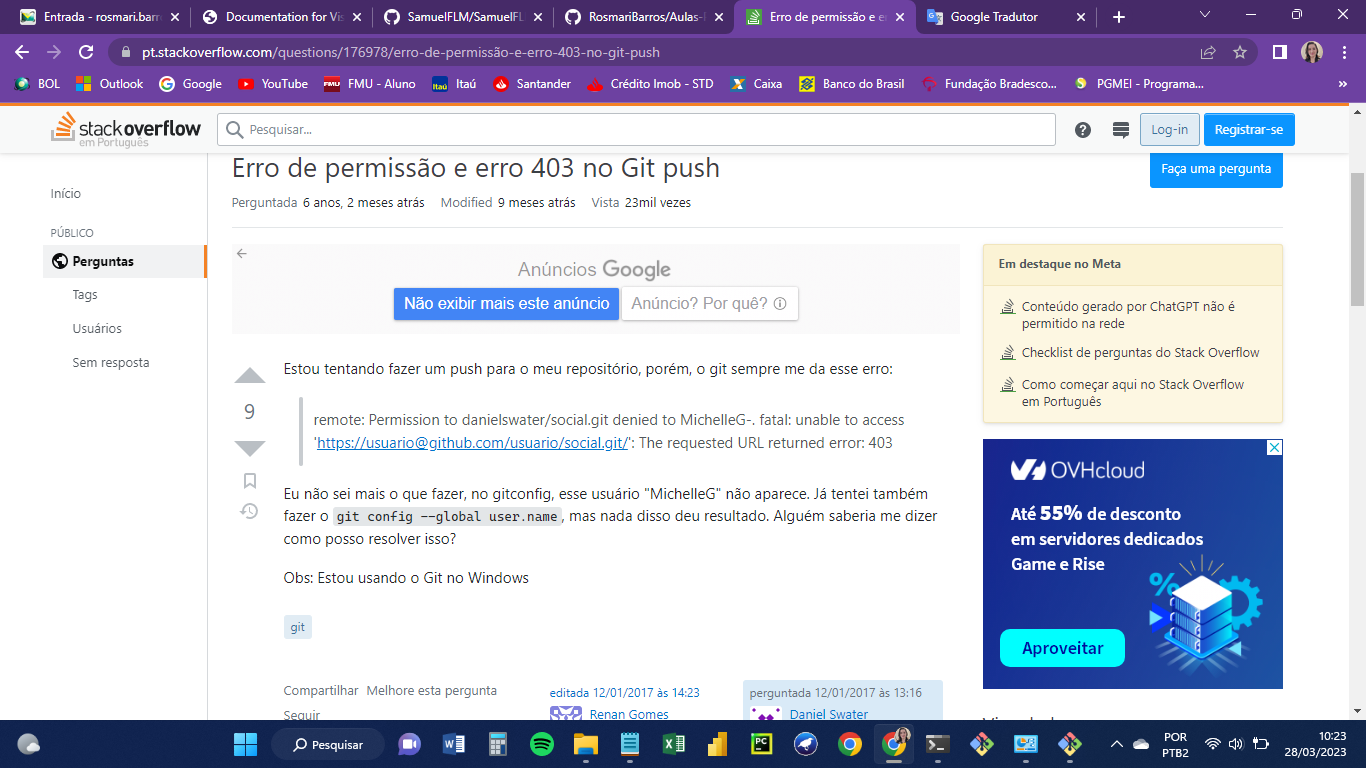 Entrada - rosmari.barr
Documentation for Vis
SamuelFLM/SamuelFL
RosmariBarros/Aulas-
Erro de permissão e er
Google Tradutor
pt.stackoverflow.com/questions/176978/erro-de-permissão-e-erro-403-no-git-push
BOL
Outlook
Google
YouTube
FMU - Aluno
Itaú
Santander
Crédito Imob - STD
Caixa
Banco do Brasil
Fundação Bradesco...
PGMEI - Programa...
»
stackoverflow
em Português
Pesquisar...
Log-in
Registrar-se
Erro de permissão e erro 403 no Git push
Faça uma pergunta
Perguntada 6 anos, 2 meses atrás Modified 9 meses atrás Vista 23mil vezes
Início
PÚBLICO
Perguntas
Tags
Usuários
Sem resposta
Anúncios Google
Não exibir mais este anúncio
Anúncio? Por quê?
9
Estou tentando fazer um push para o meu repositório, porém, o git sempre me da esse erro:
remote: Permission to danielswater/social.git denied to MichelleG-. fatal: unable to access
'https://usuario@github.com/usuario/social.git/': The requested URL returned error: 403
Eu não sei mais o que fazer, no gitconfig, esse usuário "MichelleG" não aparece. Já tentei também
fazer o git config --global user.name, mas nada disso deu resultado. Alguém saberia me dizer
como posso resolver isso?
Obs: Estou usando o Git no Windows
git
Compartilhar Melhore esta pergunta
Seguir
editada 12/01/2017 às 14:23
Renan Gomes
perguntada 12/01/2017 às 13:16
Daniel Swater
Em destaque no Meta
Conteúdo gerado por ChatGPT não é
permitido na rede
Checklist de perguntas do Stack Overflow
Como começar aqui no Stack Overflow
em Português
OVHcloud
Até 55% de desconto
em servidores dedicados
Game e Rise
%
Aproveitar
Pesquisar
POR
PTB2
10:23
28/03/2023